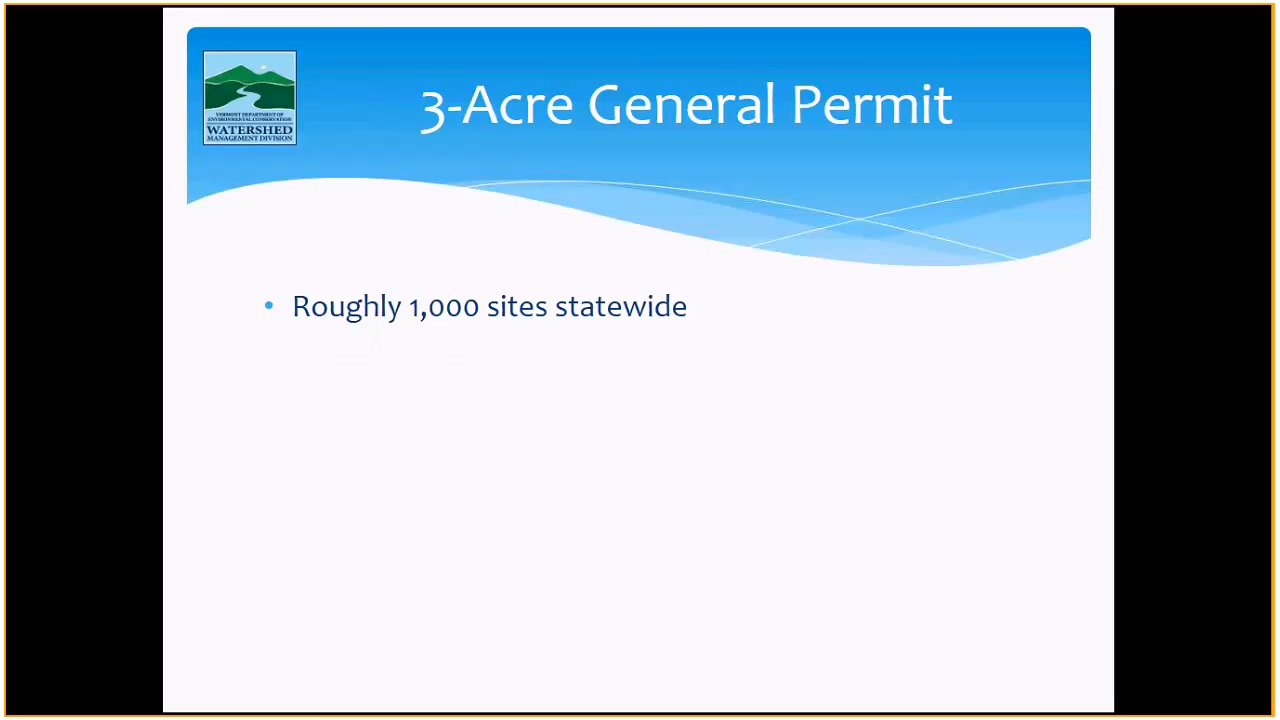 3-Acre General Permit
VERMONT DEPARTMENT OF
ENVIRONMENTAL CONSERVATION
WATERSHED
MANAGEMENT DIVISION
• Roughly 1,000 sites statewide